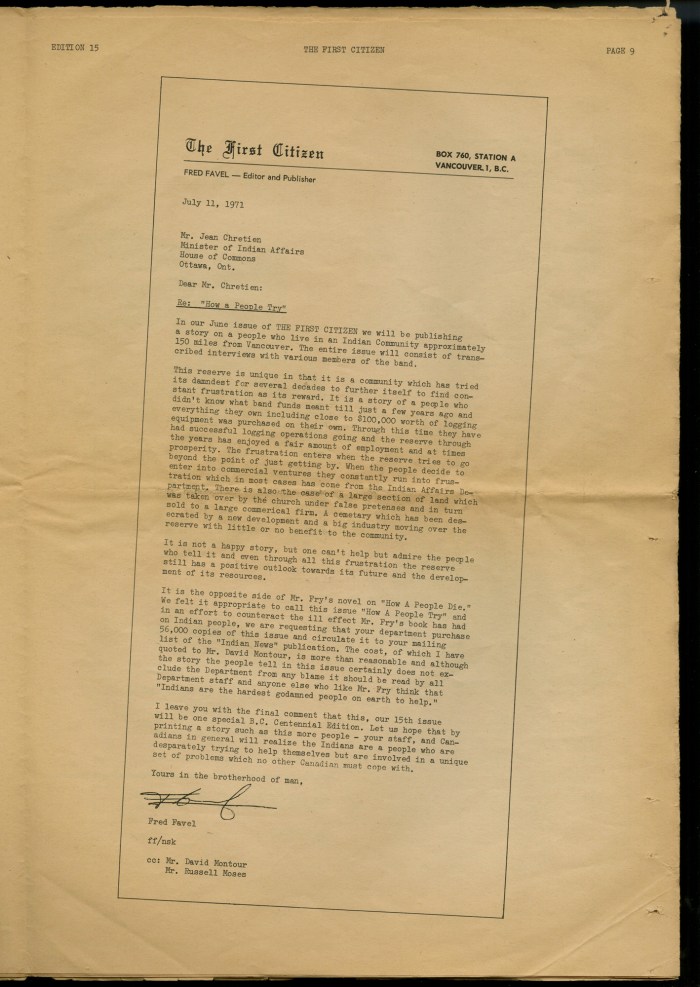 EDITION 15
THE FIRST CITIZEN
PAGE 9
The First Citizen
BOX 760, STATION A
VANCOUVER, 1, B.C.
FRED FAVEL — Editor and Publisher
July 11, 1971
Mr. Jean Chretien
Minister of Indian Affairs
House of Commons
Ottawa, Ont.
Dear Mr. Chretien:
Re: "How a People Try"
In our June issue of THE FIRST CITIZEN we will be publishing
a story on a people who live in an Indian Community approximately
150 miles from Vancouver. The entire issue will consist of trans-
cribed interviews with various members of the band.
This reserve is unique in that it is a community which has tried
its damndest for several decades to further itself to find con-
stant frustration as its reward. It is a story of a people who
didn't know what band funds meant till just a few years ago and
everything they own including close to $100,000 worth of logging
equipment was purchased on their own. Through this time they have
had successful logging operations going and the reserve through
the years has enjoyed a fair amount of employment and at times
prosperity. The frustration enters when the reserve tries to go
beyond the point of just getting by. When the people decide to
enter into commercial ventures they constantly run into frus-
tration which in most cases has come from the Indian Affairs De-
partment. There is also the case of a large section of land which
was taken over by the church under false pretenses and in turn
sold to a large commerical firm. A cemetary which has been des-
ecrated by a new development and a big industry moving over the
reserve with little or no benefit to the community.
It is not a happy story, but one can't help but admire the people
who tell it and even through all this frustration the reserve
still has a positive outlook towards its future and the develop-
ment of its resources.
It is the opposite side of Mr. Fry's novel on "How A People Die."
We felt it appropriate to call this issue "How A People Try" and
in an effort to counteract the ill effect Mr. Fry's book has had
on Indian people, we are requesting that your department purchase
56,000 copies of this issue and circulate it to your mailing
list of the "Indian News" publication. The cost, of which I have
quoted to Mr. David Montour, is more than reasonable and although
the story the people tell in this issue certainly does not ex-
clude the Department from any blame it should be read by all
Department staff and anyone else who like Mr. Fry think that
"Indians are the hardest godamned people on earth to help."
I leave you with the final comment that this, our 15th issue
will be one special B.C. Centennial Edition. Let us hope that by
printing a story such as this more people - your staff, and Can-
adians in general will realize the Indians are a people who are
desparately trying to help themselves but are involved in a unique
set of problems which no other Canadian must cope with.
Yours in the brotherhood of man,
Fred Favel
ff/nsk
cc: Mr. David Montour
Mr. Russell Moses